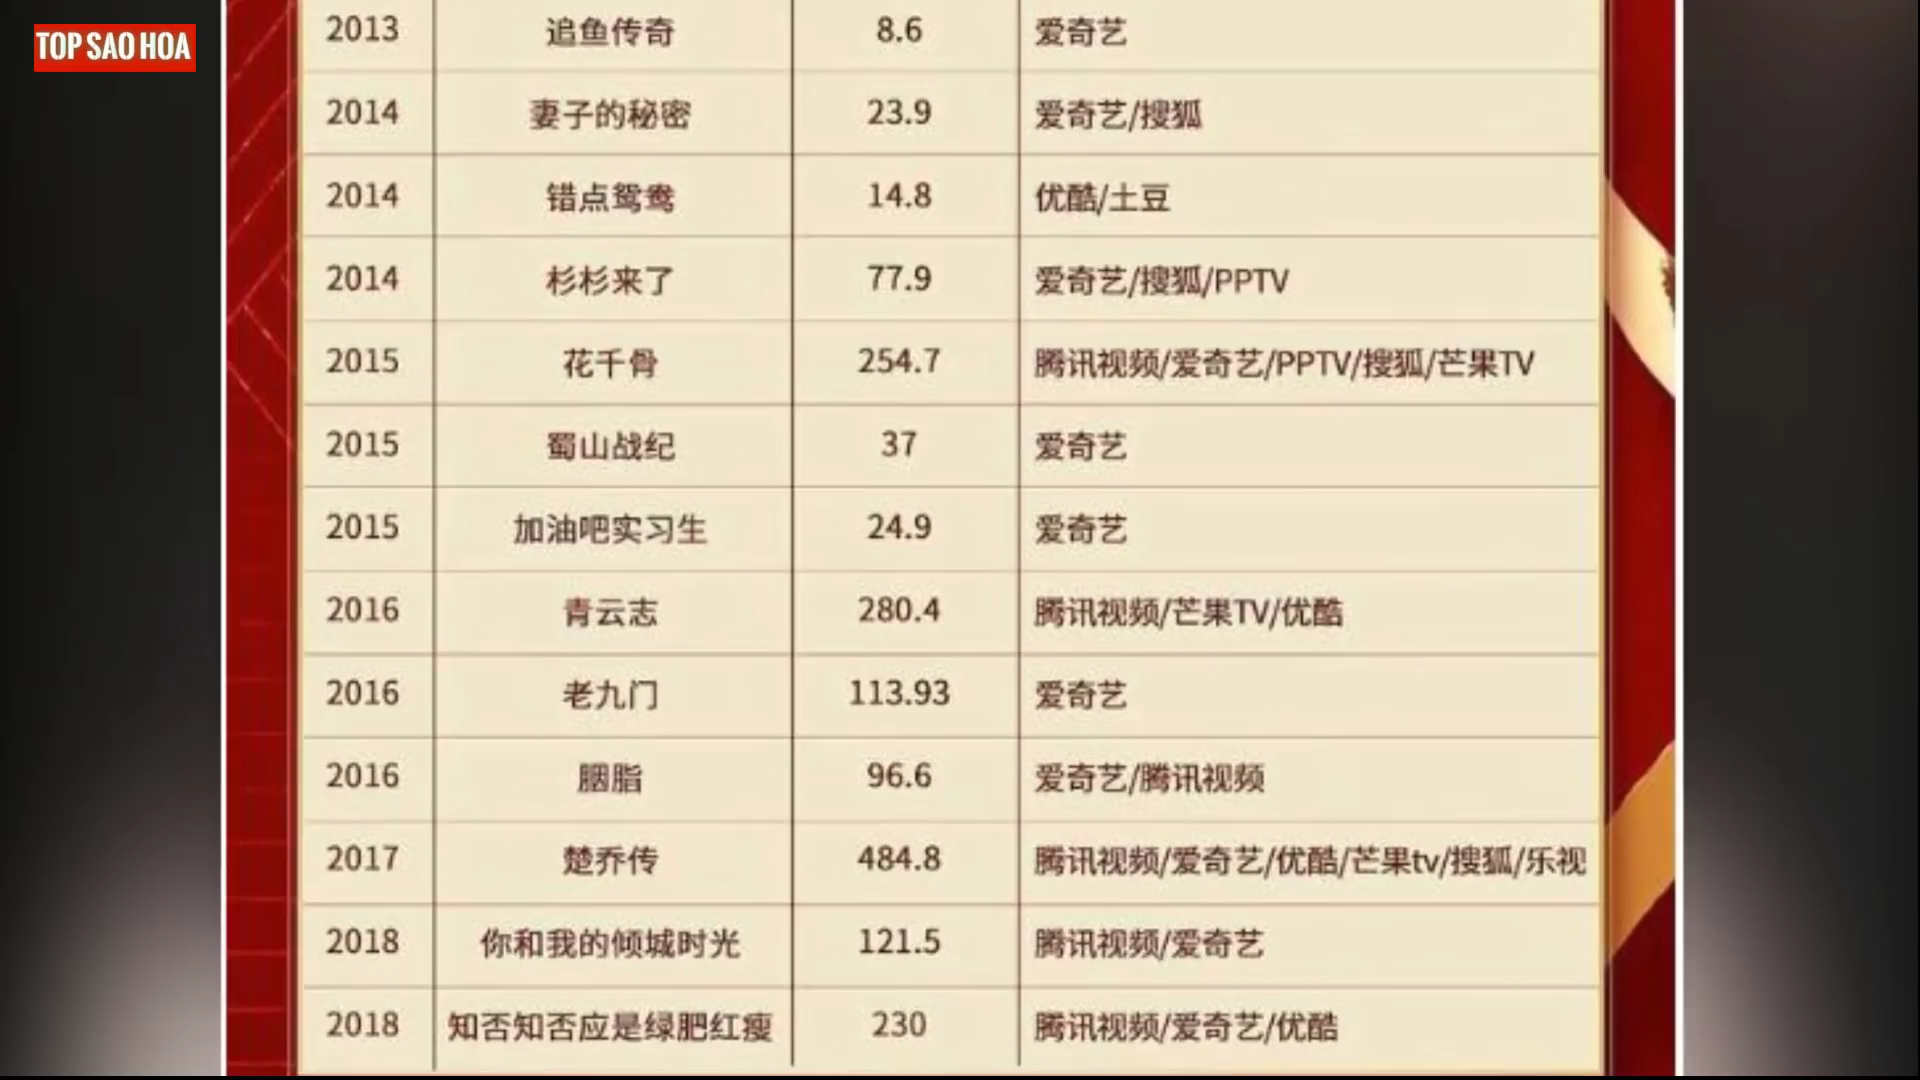 TOP SAO HOA
2013 追鱼传奇 8.6 爱奇艺
2014 妻子的秘密 23.9 爱奇艺/搜狐
2014 错点鸳鸯 14.8 优酷/土豆
2014 杉杉来了 77.9 爱奇艺/搜狐/PPTV
2015 花千骨 254.7 腾讯视频/爱奇艺/PPTV/搜狐/芒果TV
2015 蜀山战纪 37 爱奇艺
2015 加油吧实习生 24.9 爱奇艺
2016 青云志 280.4 腾讯视频/芒果TV/优酷
2016 老九门 113.93 爱奇艺
2016 胭脂 96.6 爱奇艺/腾讯视频
2017 楚乔传 484.8 腾讯视频/爱奇艺/优酷/芒果tv/搜狐/乐视
2018 你和我的倾城时光 121.5 腾讯视频/爱奇艺
2018 知否知否应是绿肥红瘦 230 腾讯视频/爱奇艺/优酷